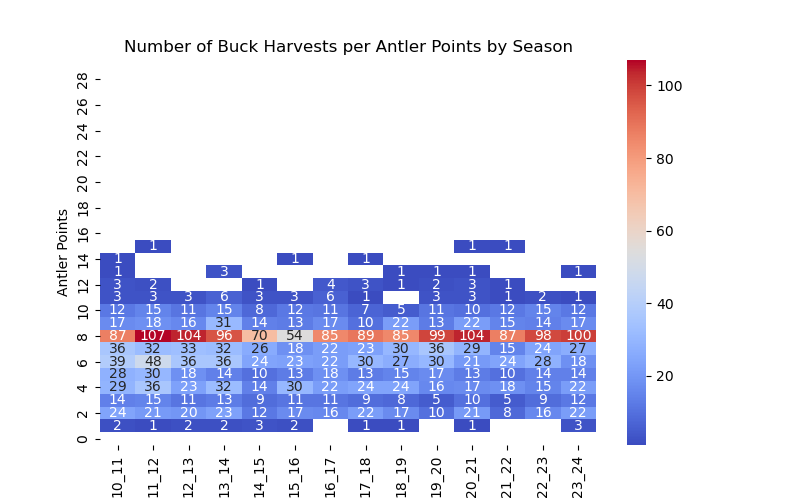 Number of Buck Harvests per Antler Points by Season
Antler Points
28
26
24
22
20
18
16
1 1 1
14 1 1 1
1 3 1 1 1 1
12 3 2 1 4 3 1 2 3 1
3 3 3 6 3 3 6 1 3 3 1 2 1
10 12 15 11 15 8 12 11 7 5 11 10 12 15 12
17 18 16 31 14 13 17 10 22 13 22 15 14 17
8 87 107 104 96 70 54 85 89 85 99 104 87 98 100
36 32 33 32 26 18 22 23 30 36 29 15 24 27
6 39 48 36 36 24 23 22 30 27 30 21 24 28 18
28 30 18 14 10 13 18 13 15 17 13 10 14 14
4 29 36 23 32 14 30 22 24 24 16 17 18 15 22
14 15 11 13 9 11 11 9 8 5 10 5 9 12
2 24 21 20 23 12 17 16 22 17 10 21 8 16 22
2 1 2 2 3 2 1 1 1 3
0
10_11 11_12 12_13 13_14 14_15 15_16 16_17 17_18 18_19 19_20 20_21 21_22 22_23 23_24
100
80
60
40
20